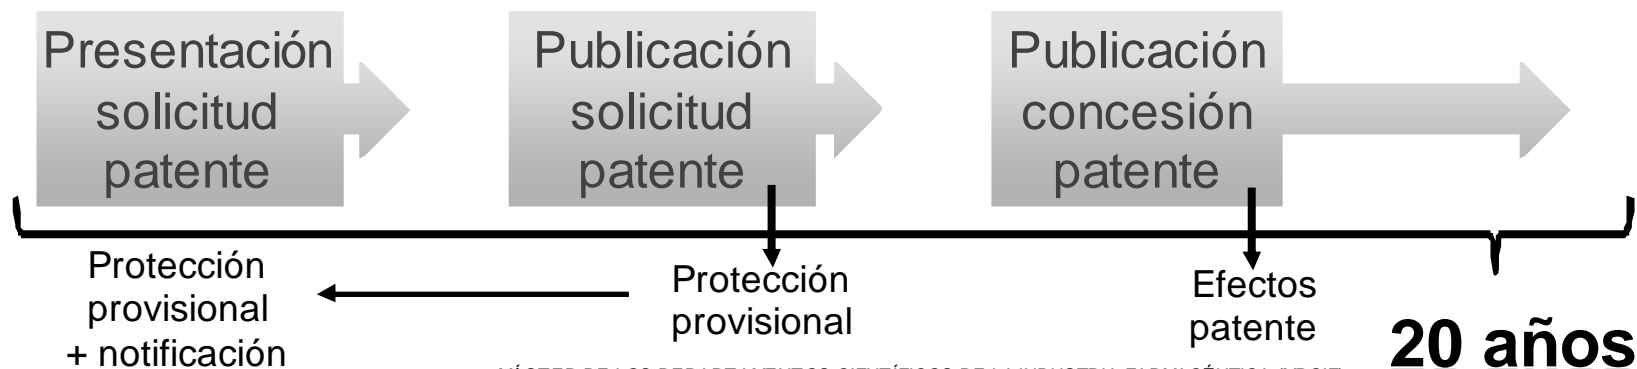 Presentación
solicitud
patente
Publicación
solicitud
patente
Publicación
concesión
patente
Protección
provisional
+ notificación
Protección
provisional
Efectos
patente
20 años